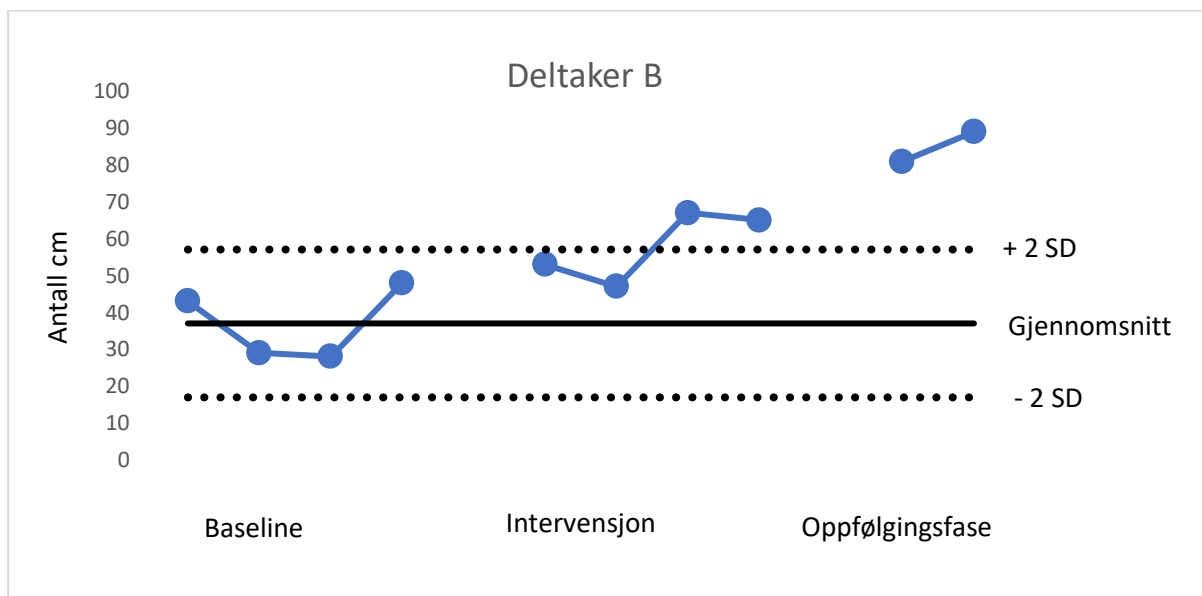 Deltaker B
Antall cm
100
90
80
70
60
50
40
30
20
10
0
+ 2 SD
Gjennomsnitt
- 2 SD
Baseline
Intervensjon
Oppfølgingsfase